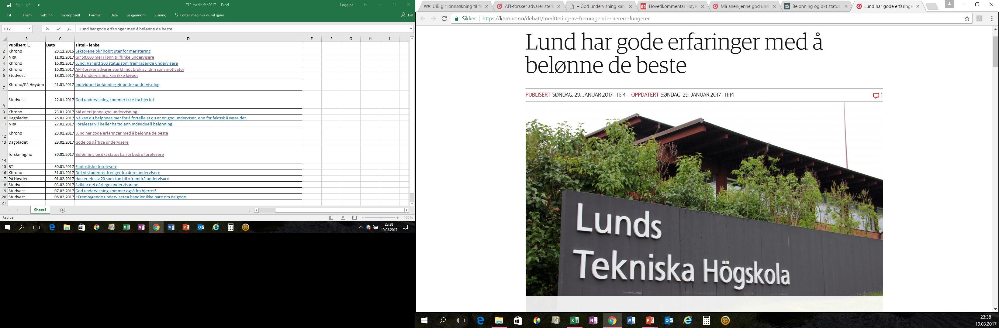 ETP media feb2017 - Excel
Logg på
Fil Hjem Sett inn Sideoppsett Formler Data Se gjennom Visning Fortell meg hva du vil gjøre Del
D12 fx Lund har gode erfaringer med å belønne de beste
B C D E F G H I
1 Publisert i.. Dato Tittel - lenke
2 Khrono 29.12.2016 Lektorene blir holdt utenfor merittering
3 NRK 11.01.2017 Gir 50.000 mer i lønn til flinke undervisere
4 Khrono 16.01.2017 Lund: Har gitt 200 status som fremragende undervisere
5 Khrono 16.01.2017 AFI-forsker advarer sterkt mot bruk av lønn som motivator
6 Studvest 18.01.2017 God undervisning kan ikke kjøpes
7 Khrono/På Høyden 21.01.2017 Individuell belønning gir bedre undervisning
8 Studvest 22.01.2017 God undervisning kommer ikke fra hjertet
9 Khrono 23.01.2017 Må anerkjenne god undervisning
10 Dagbladet 25.01.2017 Nå kan du belønnes mer for å fortelle at du er en god underviser, enn for faktisk å være det
11 NRK 27.01.2017 Foreleser vil heller ha tid enn individuell belønning
12 Khrono 29.01.2017 Lund har gode erfaringer med å belønne de beste
13 Dagbladet 29.01.2017 Gode og dårlige undervisere
14 forskning.no 30.01.2017 Belønning og økt status kan gi bedre forelesere
15 BT 30.01.2017 Fantastiske forelesere
16 Khrono 31.01.2017 Det vi studenter trenger fra dere undervisere
17 På Høyden 01.02.2017 Han er ein av 20 som kan bli «framifrå undervisar»
18 Studvest 03.02.2017 Sviktar dei dårlege undervisarane
19 Studvest 07.02.2017 God undervisning kommer også fra hjertet!
20 Studvest 06.02.2017 «Fremragende undervisere» handler ikke bare om de gode
21
Sheet1
Rediger 100 %
23:38
19.03.2017
NRK UiB gir lønnsøkning til fl AFI-forsker advarer sterk – God undervisning kan Hovedkommentar Høye Må anerkjenne god und Belønning og økt status Lund har gode erfaringe
Sikker https://khrono.no/debatt/merittering-av-fremragende-laerere-fungerer
Lund har gode erfaringer med å
belønne de beste
PUBLISERT SØNDAG, 29. JANUAR 2017 - 11:14 - OPPDATERT SØNDAG, 29. JANUAR 2017 - 11:14 1
Lunds
Tekniska Högskola
23:38
19.03.2017